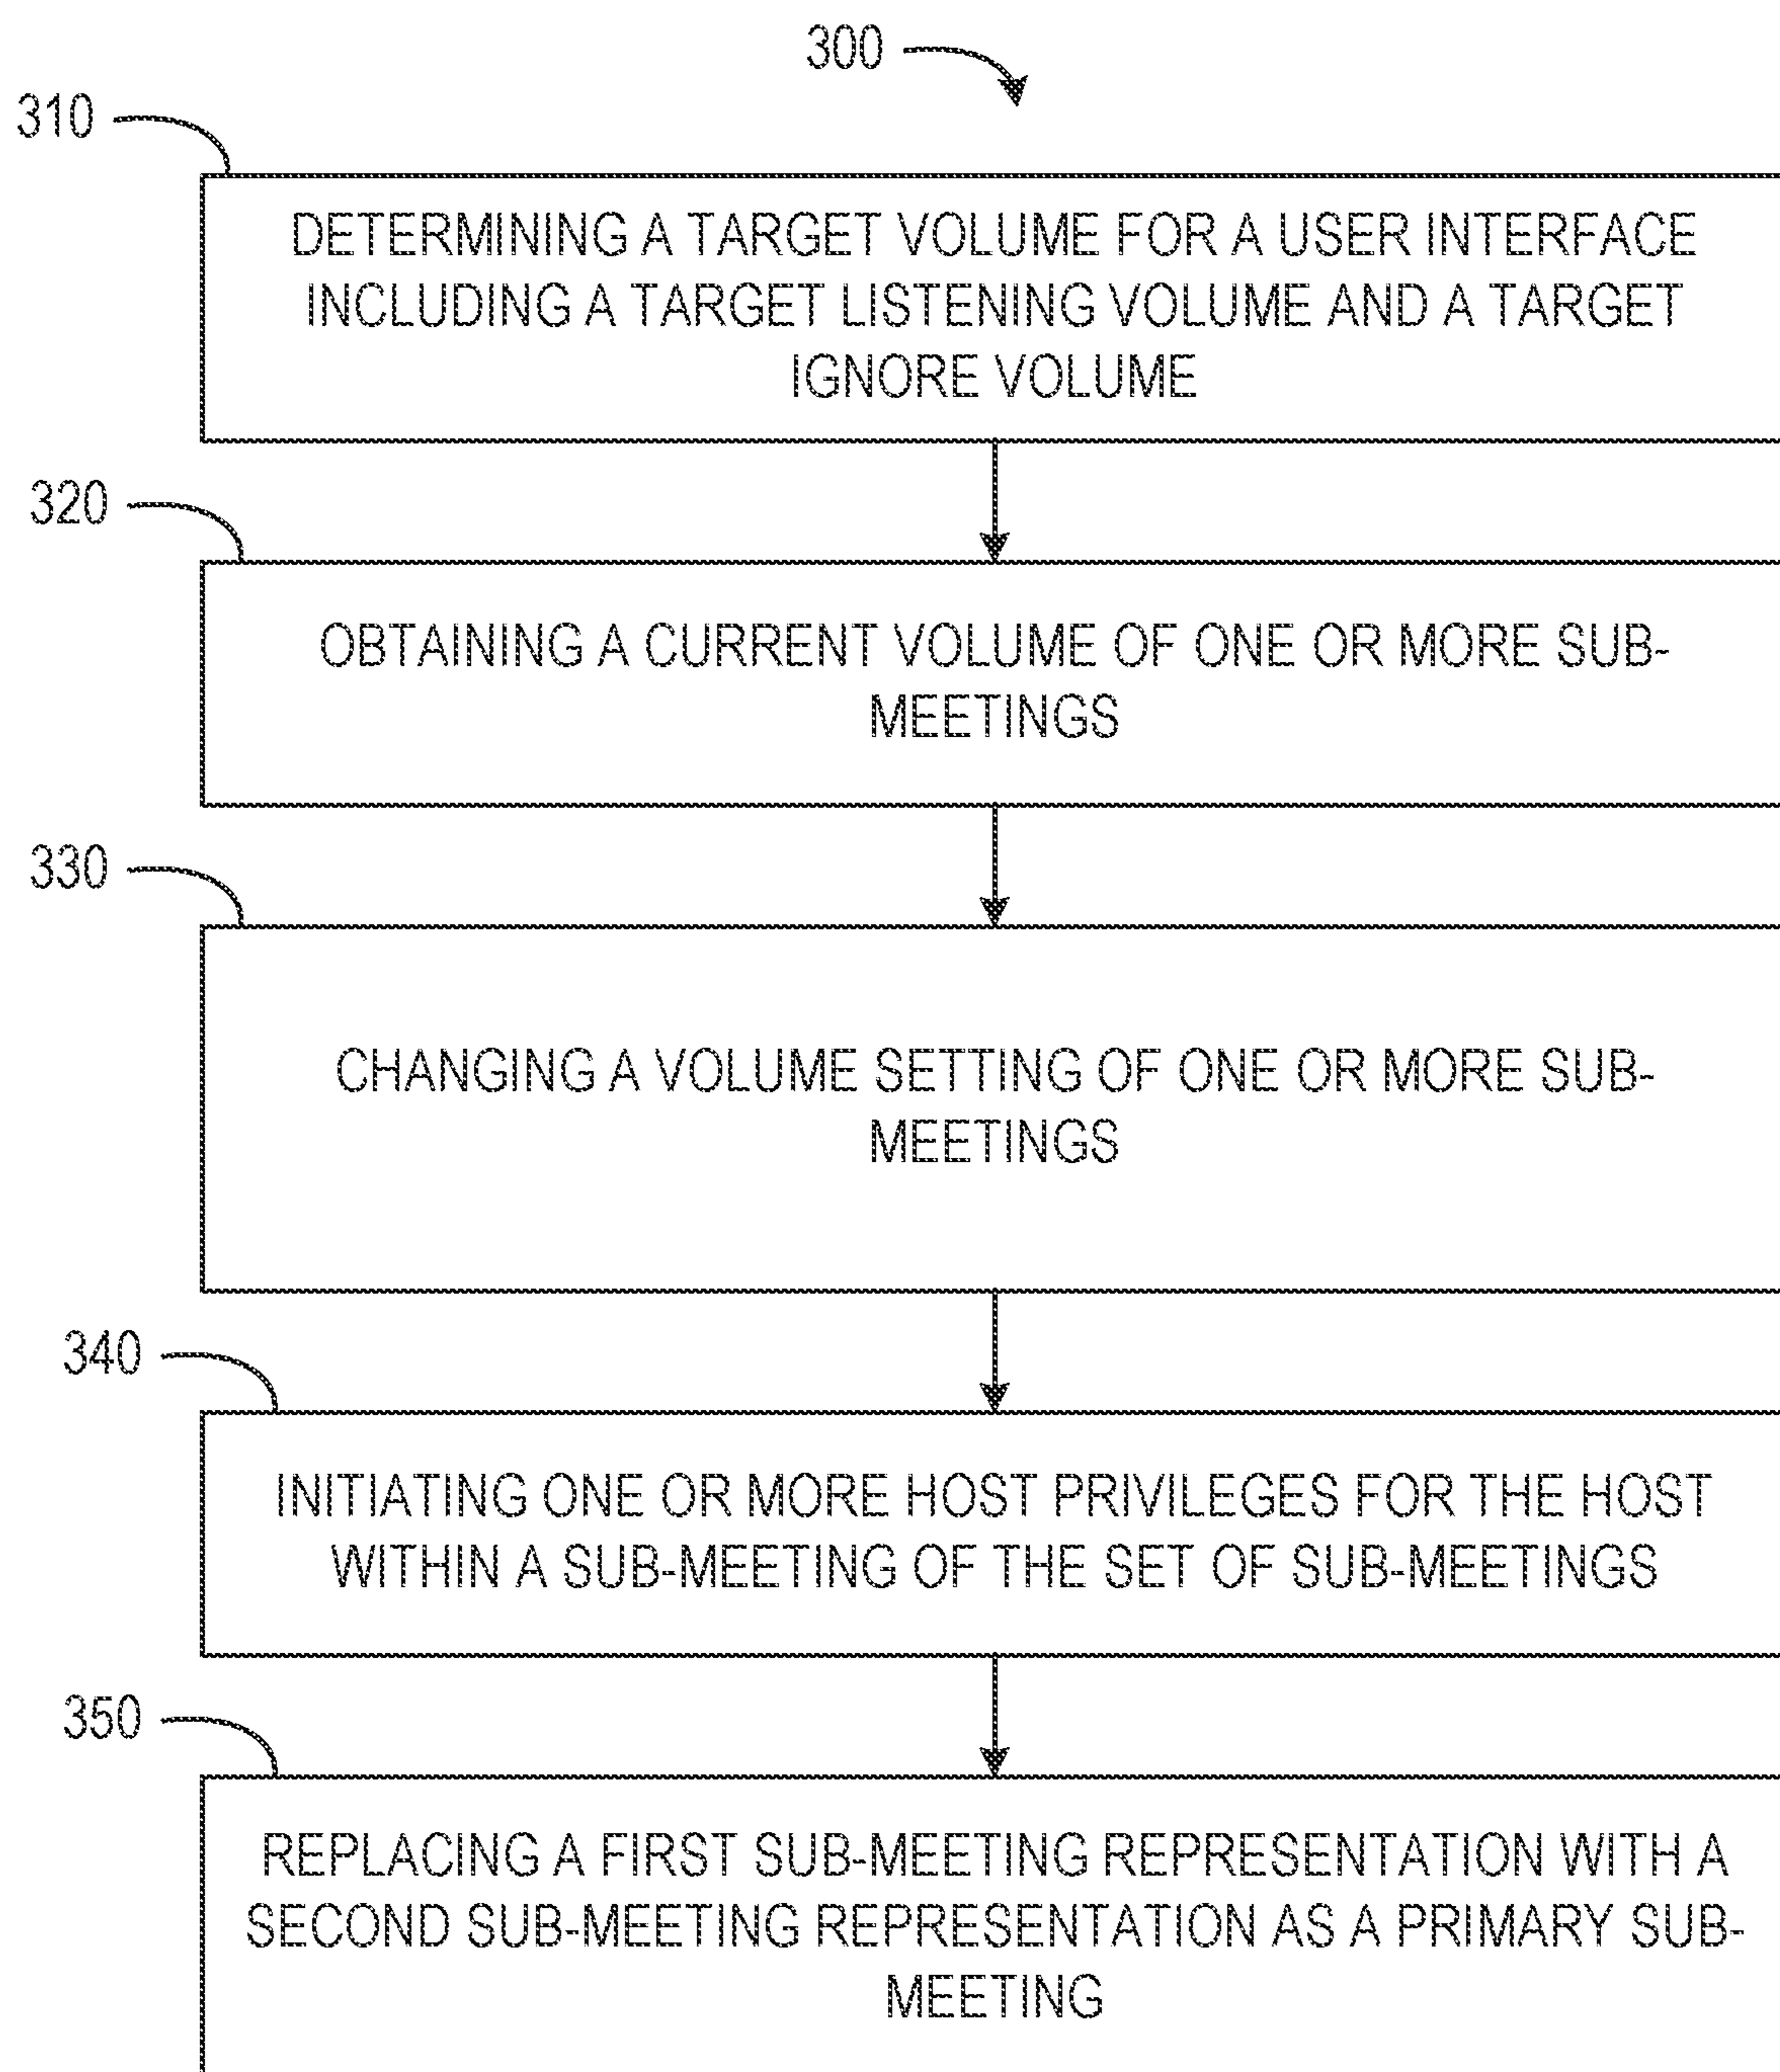 300
310
DETERMINING A TARGET VOLUME FOR A USER INTERFACE
INCLUDING A TARGET LISTENING VOLUME AND A TARGET
IGNORE VOLUME
320
OBTAINING A CURRENT VOLUME OF ONE OR MORE SUB-
MEETINGS
330
CHANGING A VOLUME SETTING OF ONE OR MORE SUB-
MEETINGS
340
INITIATING ONE OR MORE HOST PRIVILEGES FOR THE HOST
WITHIN A SUB-MEETING OF THE SET OF SUB-MEETINGS
350
REPLACING A FIRST SUB-MEETING REPRESENTATION WITH A
SECOND SUB-MEETING REPRESENTATION AS A PRIMARY SUB-
MEETING